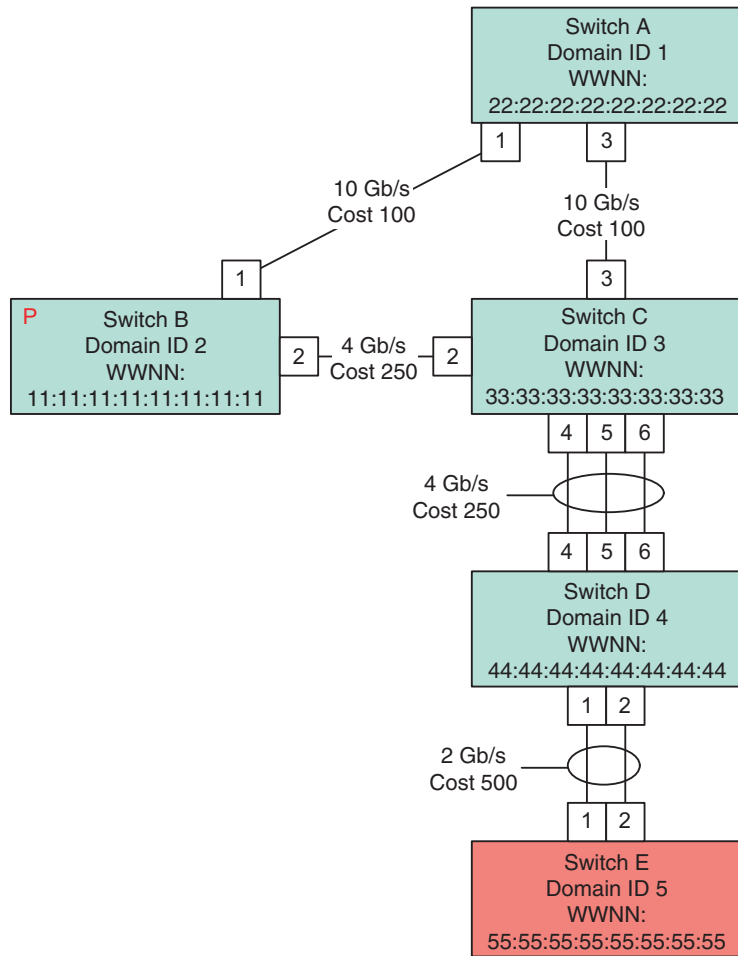 Switch A
Domain ID 1
WWNN:
22:22:22:22:22:22:22:22
1
3
10 Gb/s
Cost 100
10 Gb/s
Cost 100
1
3
P
Switch B
Domain ID 2
WWNN:
11:11:11:11:11:11:11:11
2
4 Gb/s
Cost 250
2
Switch C
Domain ID 3
WWNN:
33:33:33:33:33:33:33:33
4
5
6
4 Gb/s
Cost 250
4
5
6
Switch D
Domain ID 4
WWNN:
44:44:44:44:44:44:44:44
1
2
2 Gb/s
Cost 500
1
2
Switch E
Domain ID 5
WWNN:
55:55:55:55:55:55:55:55